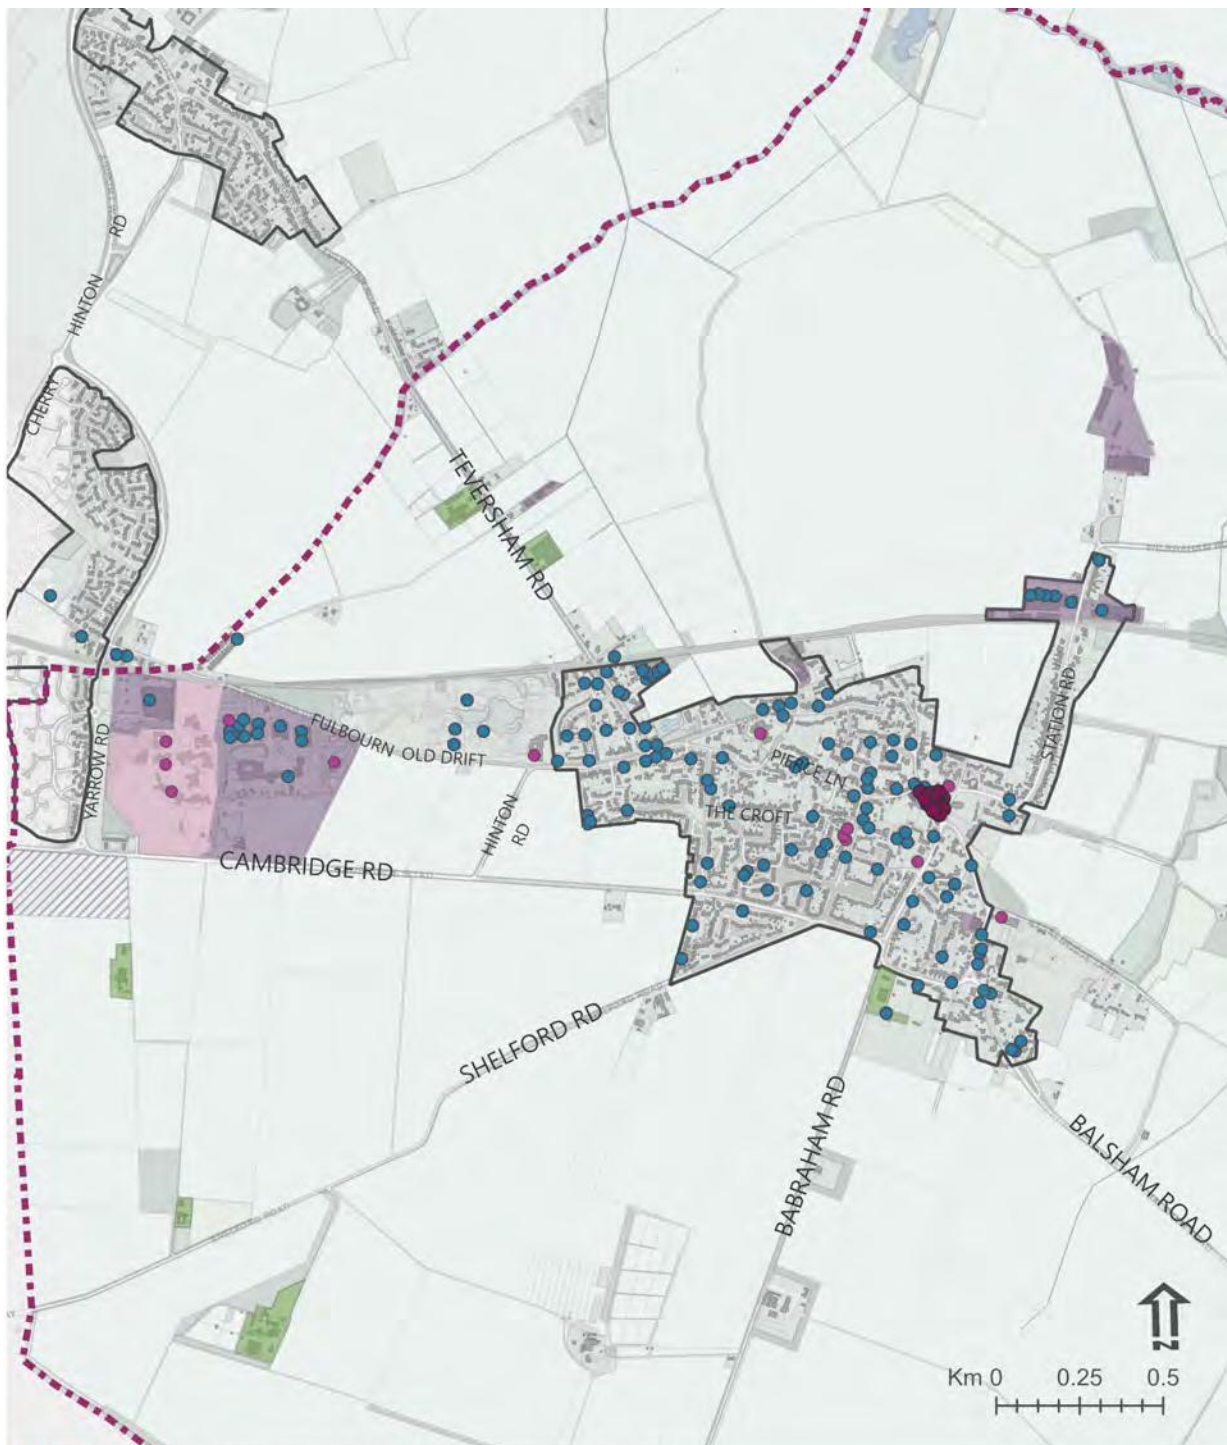 HINTON
RD
CHERRY
TEVERSHAM RD
STATION RD
YARROW RD
FULBOURN OLD DRIFT
PIERCE LN
THE CROFT
HINTON
RD
CAMBRIDGE RD
SHELFORD RD
BABRAHAM RD
BALSHAM ROAD
N
Km 0 0.25 0.5